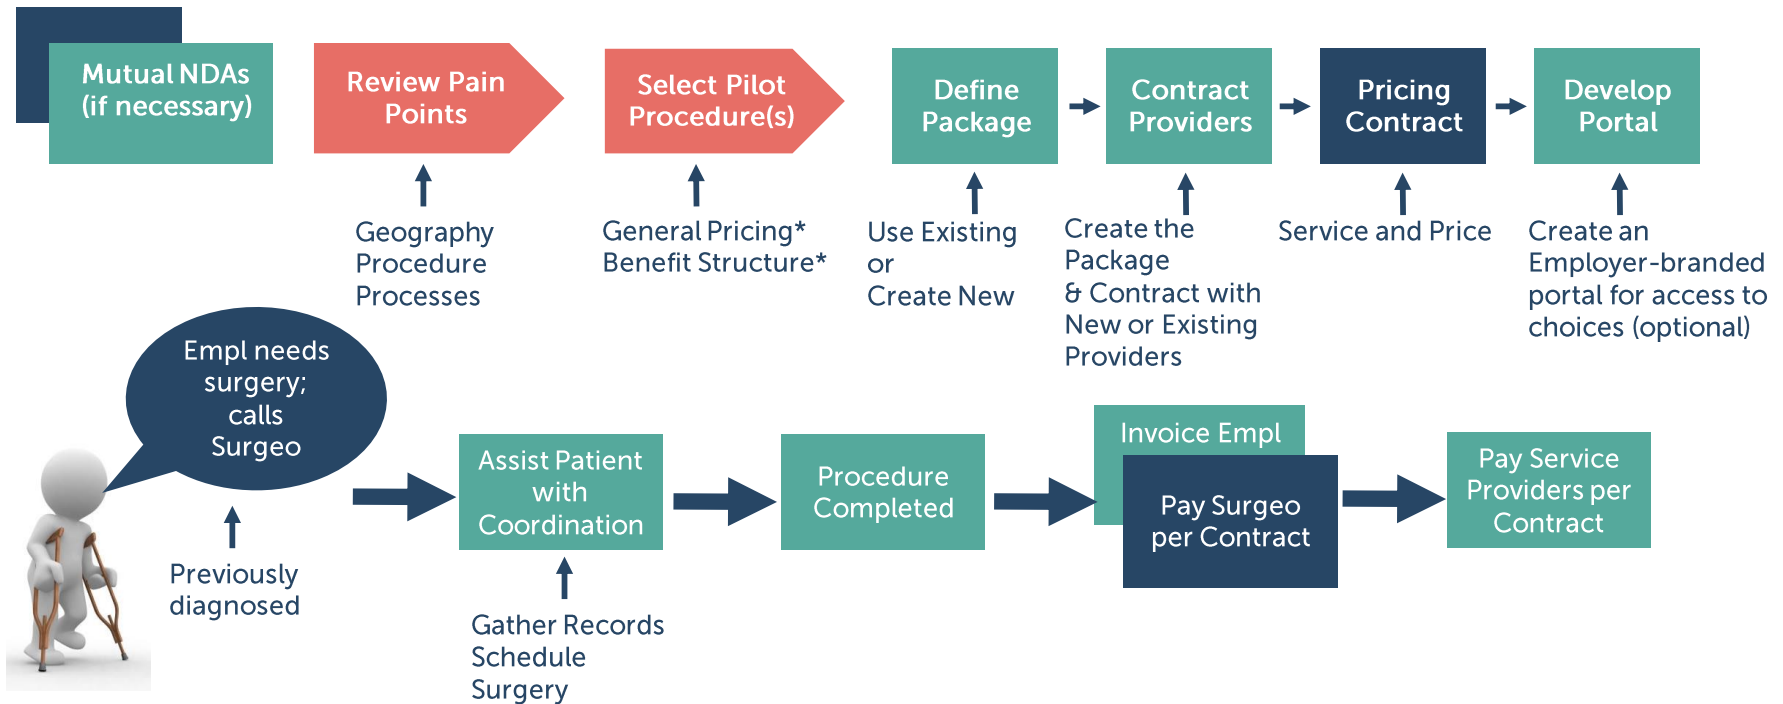 Mutual NDAs
(if necessary)
Review Pain
Points
Select Pilot
Procedure(s)
Define
Package
Contract
Providers
Pricing
Contract
Develop
Portal
Geography
Procedure
Processes
General Pricing*
Benefit Structure*
Use Existing
or
Create New
Create the
Package
& Contract with
New or Existing
Providers
Service and Price
Create an
Employer-branded
portal for access to
choices (optional)
Empl needs
surgery;
calls
Surgeo
Previously
diagnosed
Assist Patient
with
Coordination
Gather Records
Schedule
Surgery
Procedure
Completed
Invoice Empl
Pay Surgeo
per Contract
Pay Service
Providers per
Contract